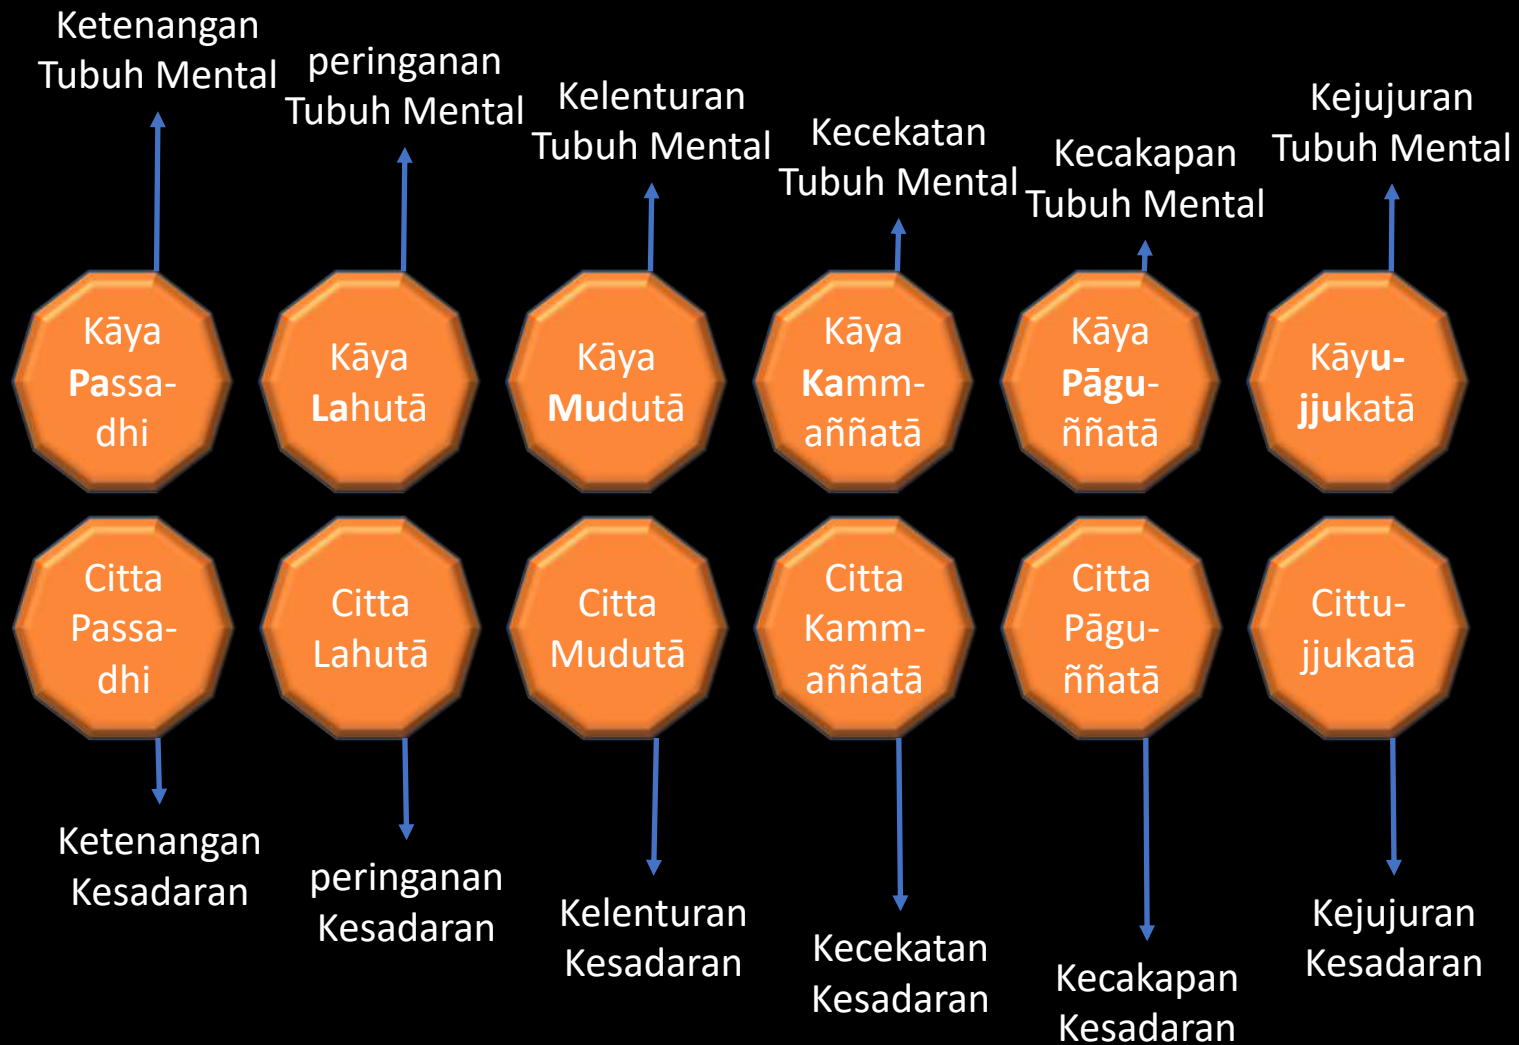 Ketenangan
Tubuh Mental
peringanan
Tubuh Mental
Kelenturan
Tubuh Mental
Kecekatan
Tubuh Mental
Kecakapan
Tubuh Mental
Kejujuran
Tubuh Mental
Kāya
Passa-
dhi
Kāya
Lahutā
Kāya
Mudutā
Kāya
Kamm-
aññatā
Kāya
Pāgu-
ññatā
Kāyu-
jjukatā
Citta
Passa-
dhi
Citta
Lahutā
Citta
Mudutā
Citta
Kamm-
aññatā
Citta
Pāgu-
ññatā
Cittu-
jjukatā
Ketenangan
Kesadaran
peringanan
Kesadaran
Kelenturan
Kesadaran
Kecekatan
Kesadaran
Kecakapan
Kesadaran
Kejujuran
Kesadaran